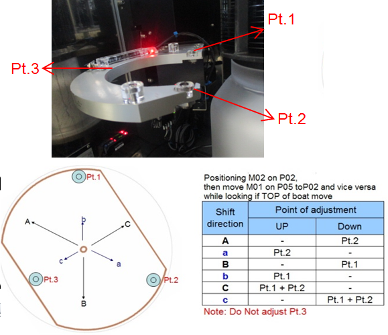 Pt.1
Pt.3
Pt.2
Pt.1
A
b
C
c
a
Pt.3
B
Pt.2
Positioning M02 on P02,
then move M01 on P05 toP02 and vice versa
while looking if TOP of boat move
Shift direction Point of adjustment
UP Down
A - Pt.2
a Pt.2 -
B - Pt.1
b Pt.1 -
C Pt.1 + Pt.2 -
c - Pt.1 + Pt.2
Note: Do Not adjust Pt.3